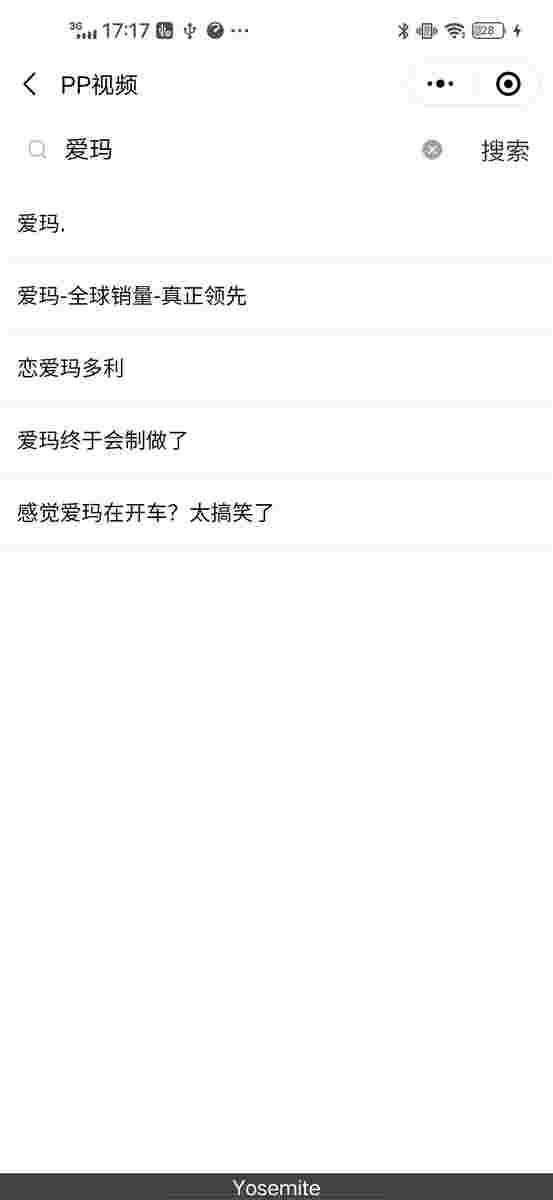 3G 17:17 28
PP视频
爱玛 搜索
爱玛.
爱玛-全球销量-真正领先
恋爱玛多利
爱玛终于会制做了
感觉爱玛在开车？太搞笑了
Yosemite